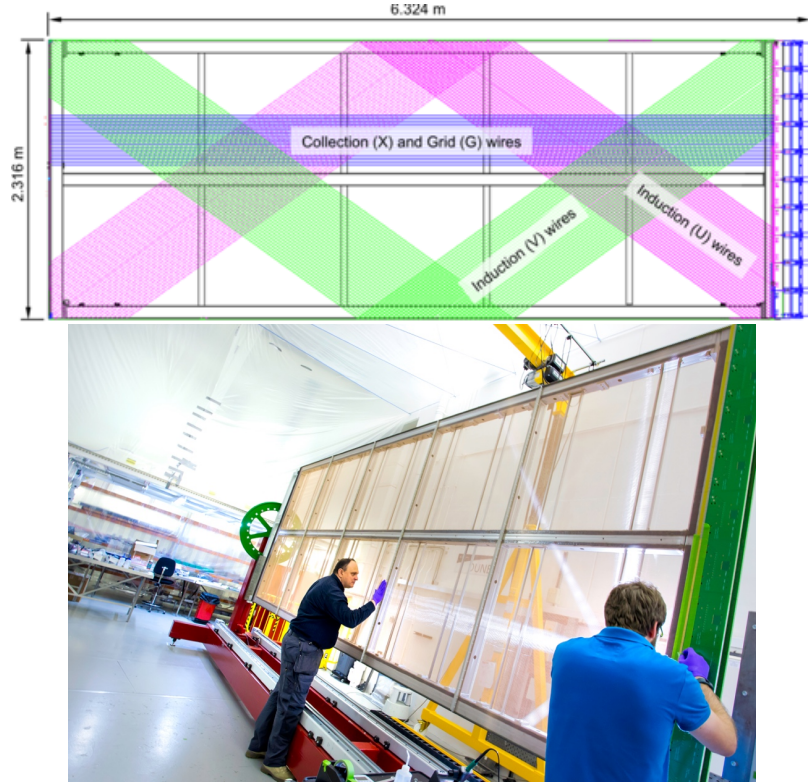 6.324 m
2.316 m
Collection (X) and Grid (G) wires
Induction (V) wires
Induction (U) wires